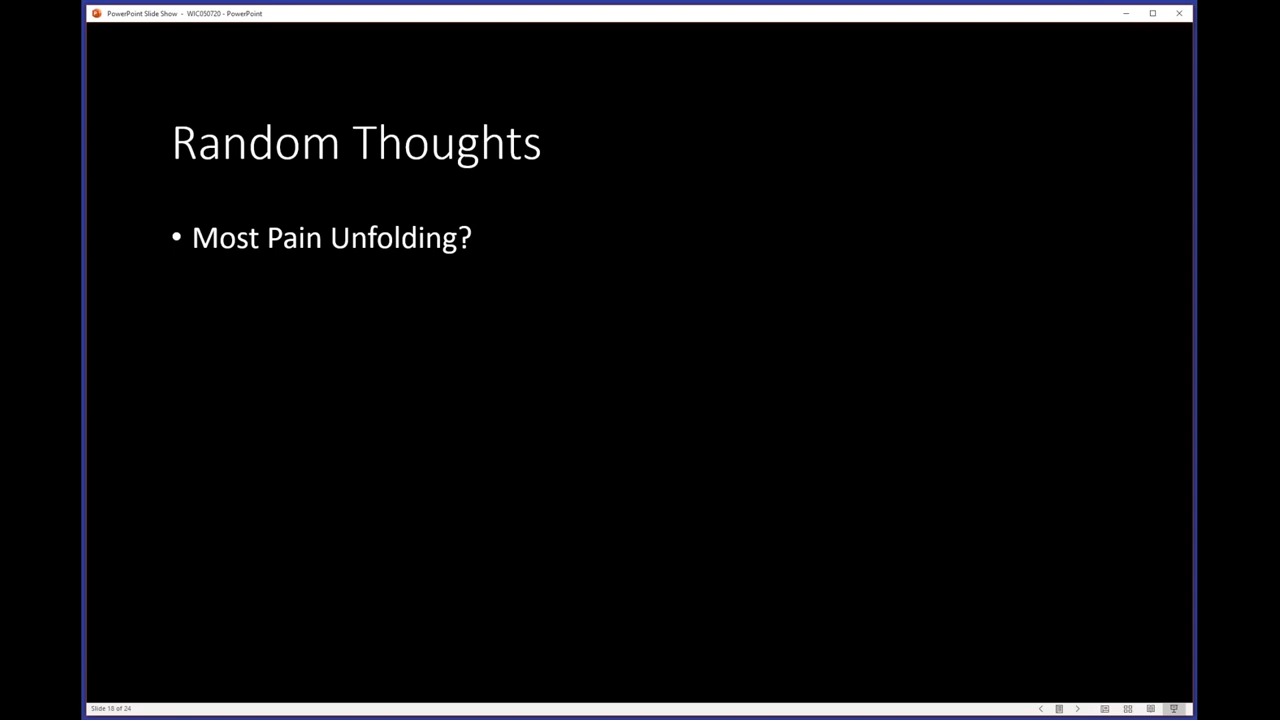 PowerPoint Slide Show - WIC050720 - PowerPoint
Random Thoughts
• Most Pain Unfolding?
Slide 18 of 24